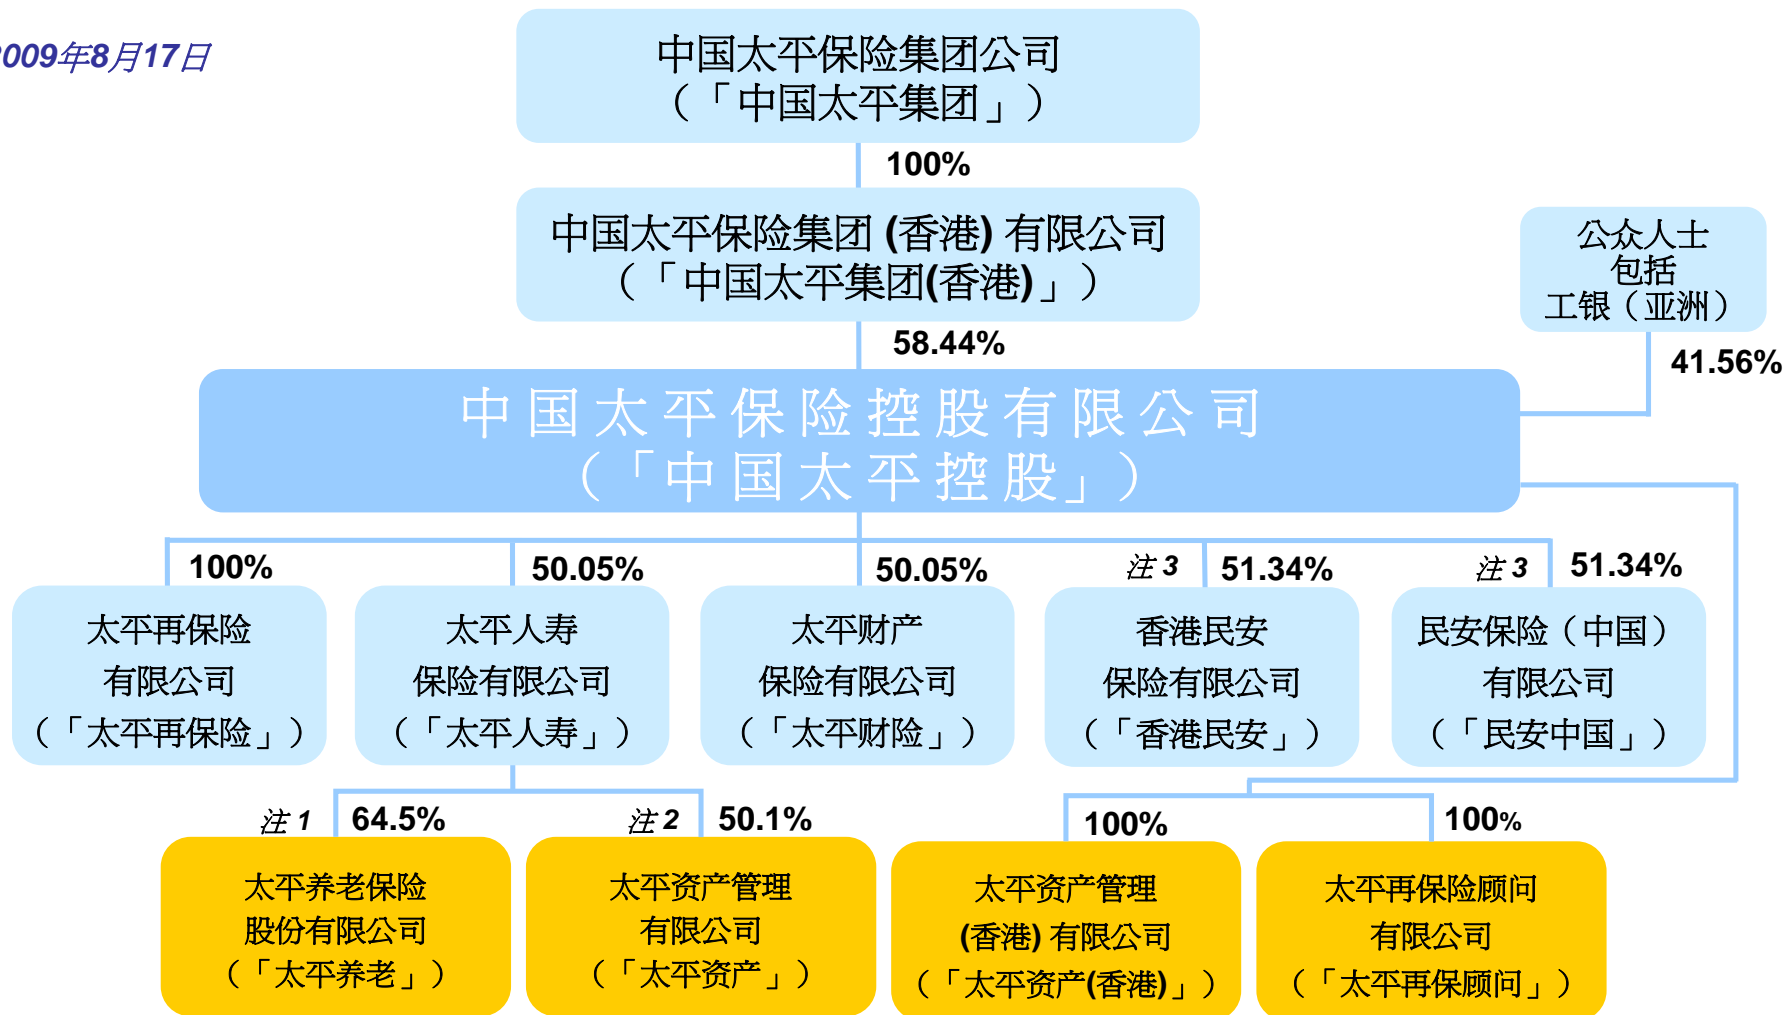 2009年8月17日
中国太平保险集团公司
（「中国太平集团」）
100%
中国太平保险集团 (香港) 有限公司
（「中国太平集团(香港)」）
公众人士
包括
工银（亚洲）
58.44%
41.56%
中国太平保险控股有限公司
（「中国太平控股」）
100%
50.05%
50.05%
注 3 51.34%
注 3 51.34%
太平再保险
有限公司
（「太平再保险」）
太平人寿
保险有限公司
（「太平人寿」）
太平财产
保险有限公司
（「太平财险」）
香港民安
保险有限公司
（「香港民安」）
民安保险（中国）
有限公司
（「民安中国」）
注 1 64.5%
注 2 50.1%
100%
100%
太平养老保险
股份有限公司
（「太平养老」）
太平资产管理
有限公司
（「太平资产」）
太平资产管理
(香港) 有限公司
（「太平资产(香港)」）
太平再保险顾问
有限公司
（「太平再保顾问」）